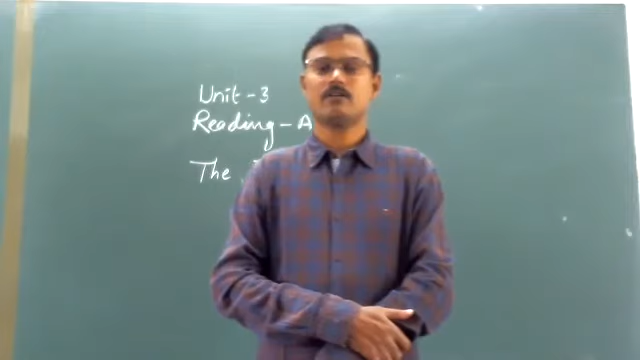 Unit - 3
Reading - A
The